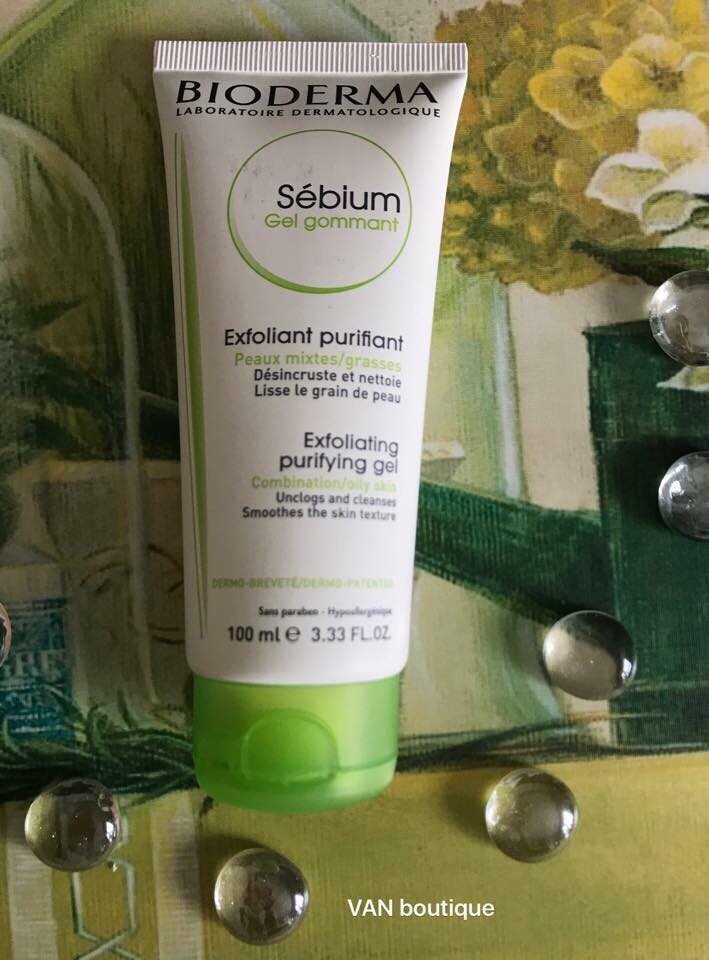 BIODERMA
LABORATOIRE DERMATOLOGIQUE
Sébium
Gel gommant
Exfoliant purifiant
Peaux mixtes/grasses
Désincruste et nettoie
Lisse le grain de peau
Exfoliating
purifying gel
Combination/oily skin
Unclogs and cleanses
Smoothes the skin texture
DERMO-BREVETÉ/DERMO-PATENTED
Sans paraben - Hypoallergénique
100 ml e 3.33 FL.OZ.
VAN boutique